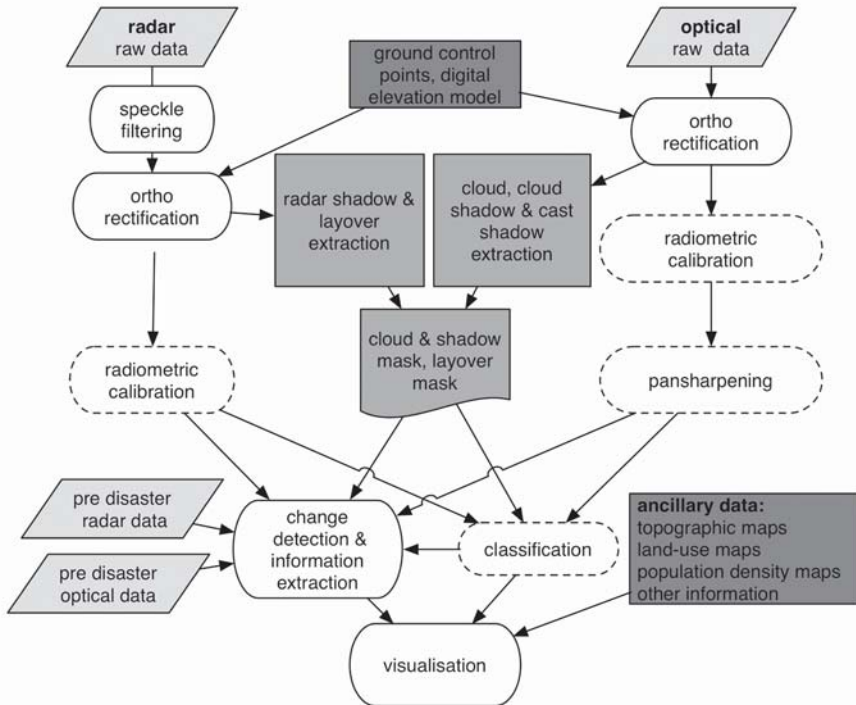 radar
raw data
optical
raw data
ground control
points, digital
elevation model
speckle
filtering
ortho
rectification
ortho
rectification
radar shadow &
layover
extraction
cloud, cloud
shadow & cast
shadow
extraction
radiometric
calibration
cloud & shadow
mask, layover
mask
radiometric
calibration
pansharpening
pre disaster
radar data
change
detection &
information
extraction
classification
ancillary data:
topographic maps
land-use maps
population density maps
other information
pre disaster
optical data
visualisation